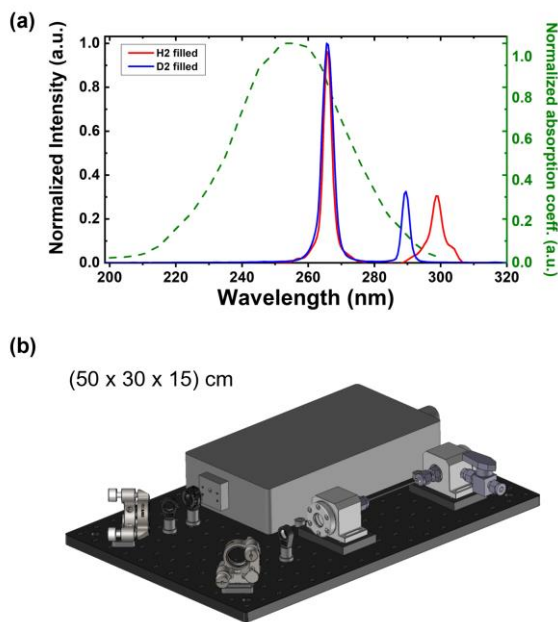 (a)
H2 filled
D2 filled
Normalized Intensity (a.u.)
1.0
0.8
0.6
0.4
0.2
0.0
200 220 240 260 280 300 320
Wavelength (nm)
1.0
0.8
0.6
0.4
0.2
0.0
Normalized absorption coeff. (a.u.)
(b)
(50 x 30 x 15) cm